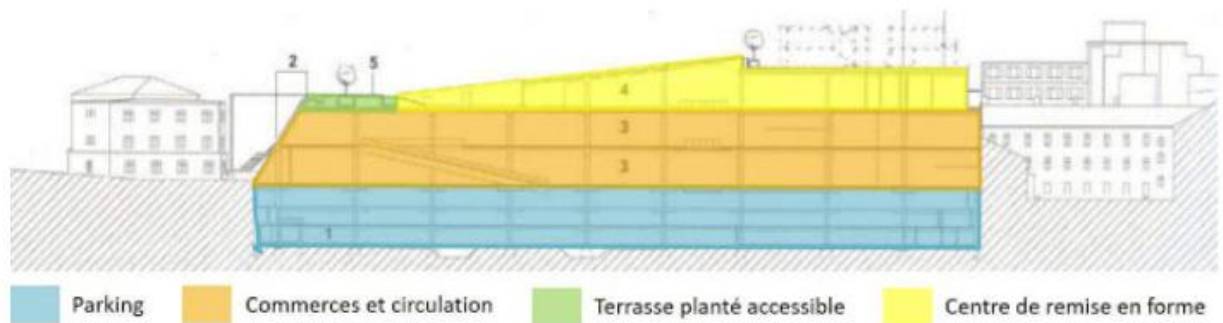 2
5
4
3
3
1
Parking
Commerces et circulation
Terrasse planté accessible
Centre de remise en forme